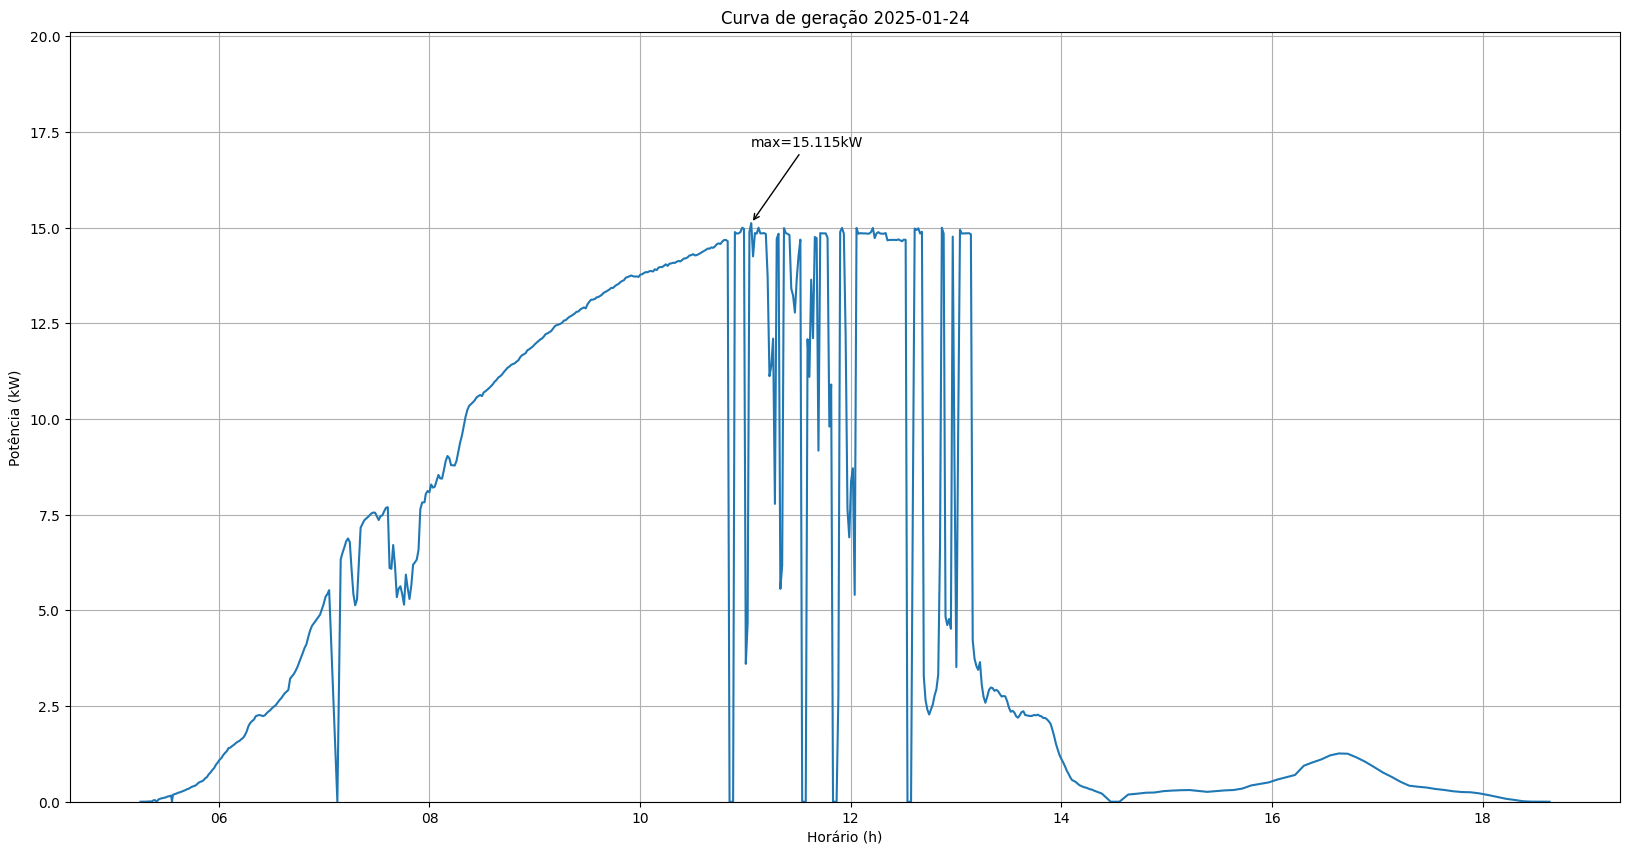 Curva de geração 2025-01-24
20.0
17.5
max=15.115kW
15.0
12.5
10.0
7.5
5.0
2.5
0.0
Potência (kW)
06 08 10 12 14 16 18
Horário (h)